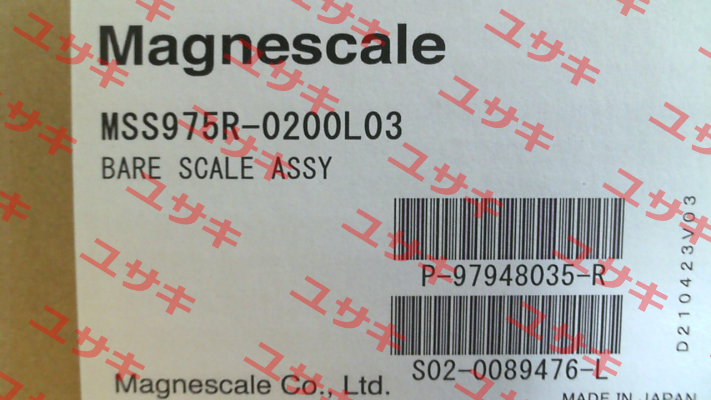 Magnescale
MSS975R-0200L03
BARE SCALE ASSY
P-97948035-R
S02-0089476-L
D210423V03
Magnescale Co., Ltd.
MADE IN JAPAN
ユサキ